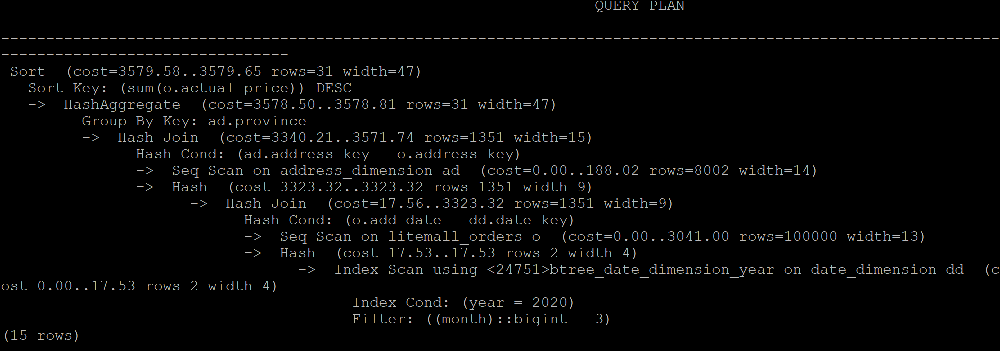 QUERY PLAN
--------------------------------------------------------------------------------------------------------------
--------------------------------
Sort  (cost=3579.58..3579.65 rows=31 width=47)
  Sort Key: (sum(o.actual_price)) DESC
  ->  HashAggregate  (cost=3578.50..3578.81 rows=31 width=47)
        Group By Key: ad.province
        ->  Hash Join  (cost=3340.21..3571.74 rows=1351 width=15)
              Hash Cond: (ad.address_key = o.address_key)
              ->  Seq Scan on address_dimension ad  (cost=0.00..188.02 rows=8002 width=14)
              ->  Hash  (cost=3323.32..3323.32 rows=1351 width=9)
                    ->  Hash Join  (cost=17.56..3323.32 rows=1351 width=9)
                          Hash Cond: (o.add_date = dd.date_key)
                          ->  Seq Scan on litemall_orders o  (cost=0.00..3041.00 rows=100000 width=13)
                          ->  Hash  (cost=17.53..17.53 rows=2 width=4)
                                ->  Index Scan using <24751>btree_date_dimension_year on date_dimension dd  (c
ost=0.00..17.53 rows=2 width=4)
                                      Index Cond: (year = 2020)
                                      Filter: ((month)::bigint = 3)
(15 rows)